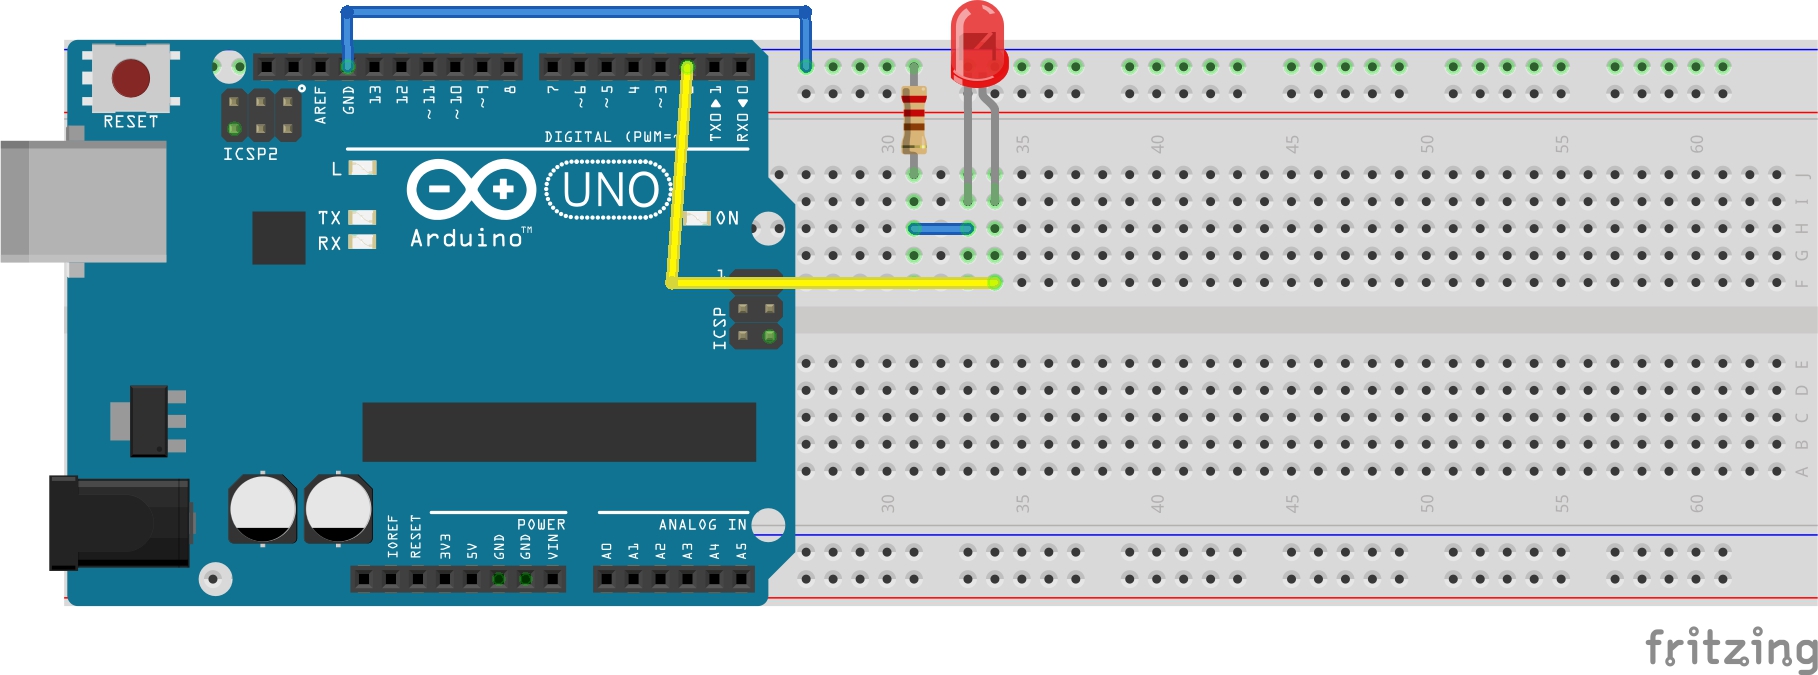 RESET
ICSP2
AREF
GND
13
12
~11
~10
~9
8
7
~6
~5
4
~3
TXO ▶ 1
RXO ◀ 0
DIGITAL (PWM=
L
TX
RX
UNO
ON
Arduino™
1
ICSP
30
35
40
45
50
55
60
J
I
H
G
F
E
D
C
B
A
30
35
40
45
50
55
60
POWER
ANALOG IN
IOREF
RESET
3V3
5V
GND
GND
VIN
A0
A1
A2
A3
A4
A5
fritzing